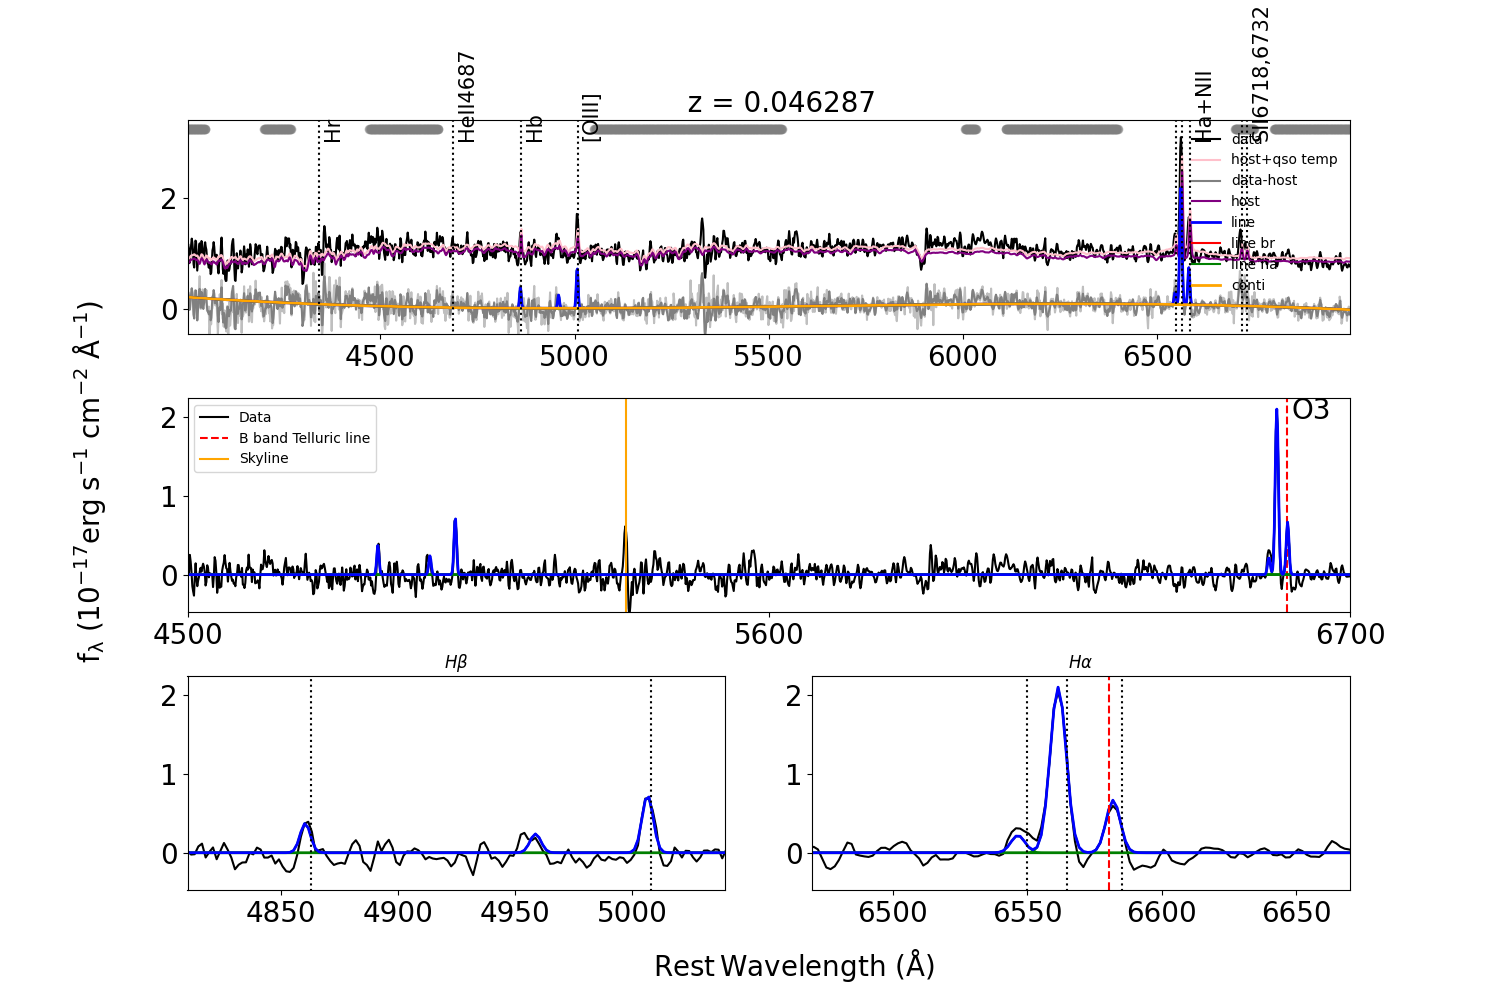 z = 0.046287
Hr
HeII4687
Hb
[OIII]
Ha+NII
SII6718,6732
data
host+qso temp
data-host
host
line
line br
line na
conti
2
0
4500 5000 5500 6000 6500
Data
B band Telluric line
Skyline
O3
2
1
0
4500 5600 6700
fλ (10⁻¹⁷erg s⁻¹ cm⁻² Å⁻¹)
Hβ
2
1
0
4850 4900 4950 5000
Hα
2
1
0
6500 6550 6600 6650
Rest Wavelength (Å)